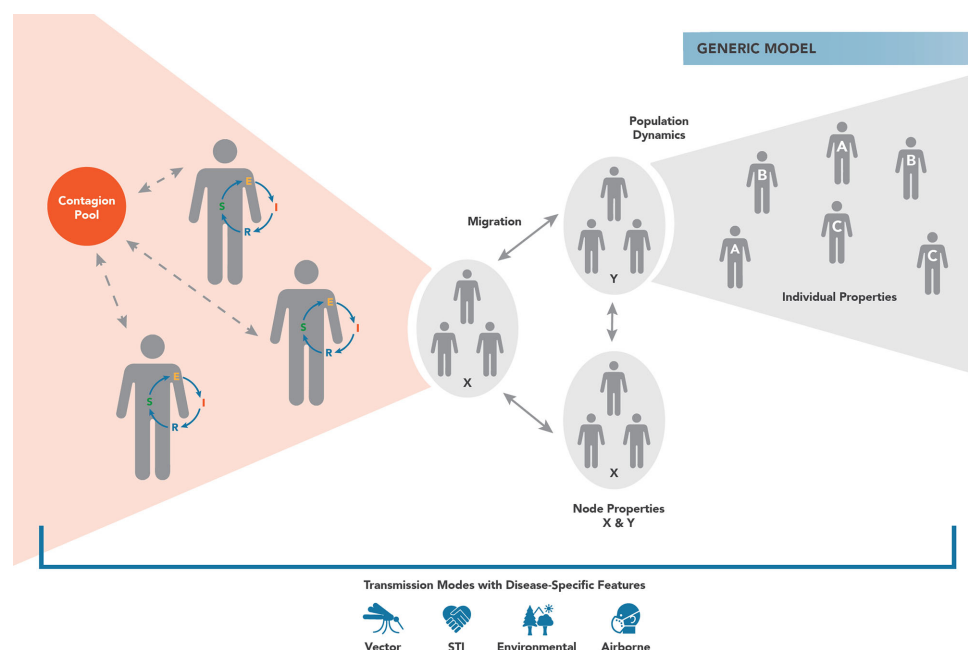 GENERIC MODEL
Population
Dynamics
Contagion
Pool
S
E
I
R
S
E
I
R
S
E
I
R
Migration
X
Y
X
Node Properties
X & Y
A
B
B
C
A
C
Individual Properties
Transmission Modes with Disease-Specific Features
Vector
STI
Environmental
Airborne